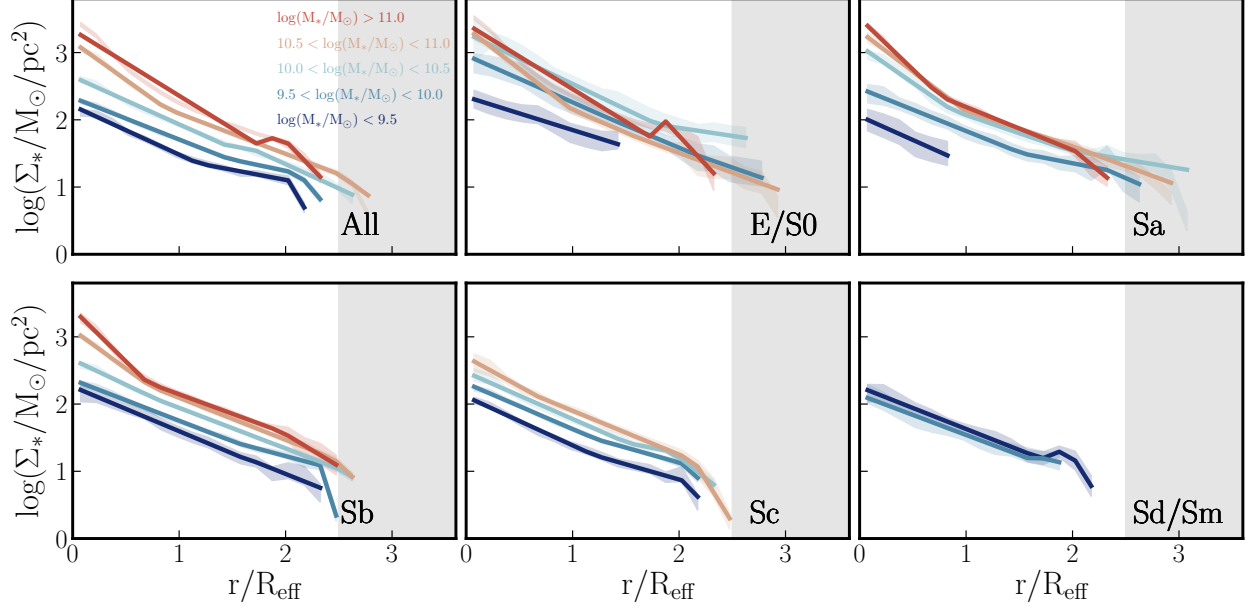 log(Σ*/M⊙/pc²)
3
2
1
0
log(M*/M⊙) > 11.0
10.5 < log(M*/M⊙) < 11.0
10.0 < log(M*/M⊙) < 10.5
9.5 < log(M*/M⊙) < 10.0
log(M*/M⊙) < 9.5
All
E/S0
Sa
log(Σ*/M⊙/pc²)
3
2
1
0
Sb
Sc
Sd/Sm
0 1 2 3
0 1 2 3
0 1 2 3
r/Reff
r/Reff
r/Reff